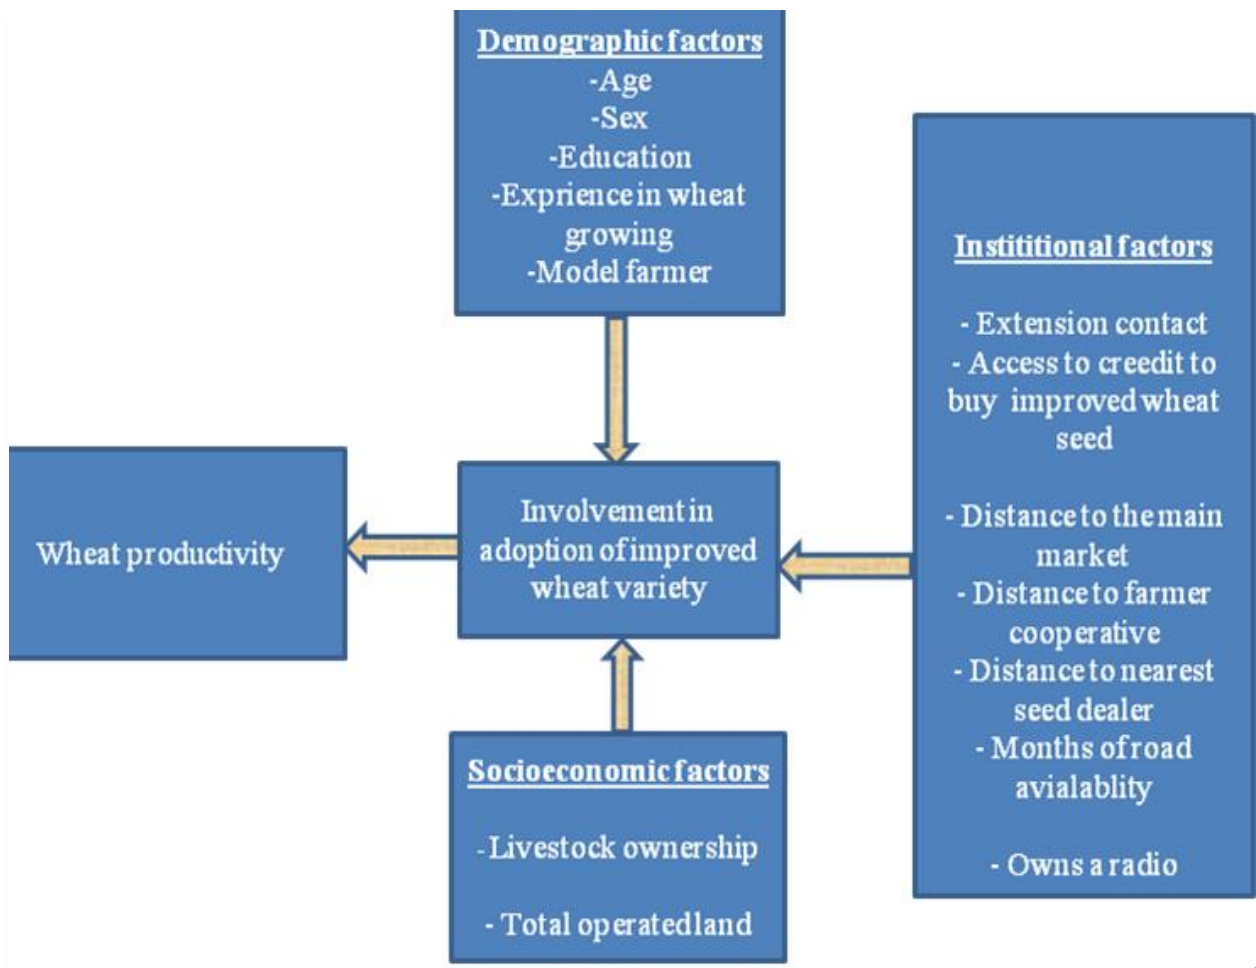 Demographic factors
-Age
-Sex
-Education
-Exprience in wheat
growing
-Model farmer
Instititional factors
- Extension contact
- Access to creedit to
buy improved wheat
seed
- Distance to the main
market
- Distance to farmer
cooperative
- Distance to nearest
seed dealer
- Months of road
avialablity
- Owns a radio
Wheat productivity
Involvement in
adoption of improved
wheat variety
Socioeconomic factors
- Livestock ownership
- Total operated land